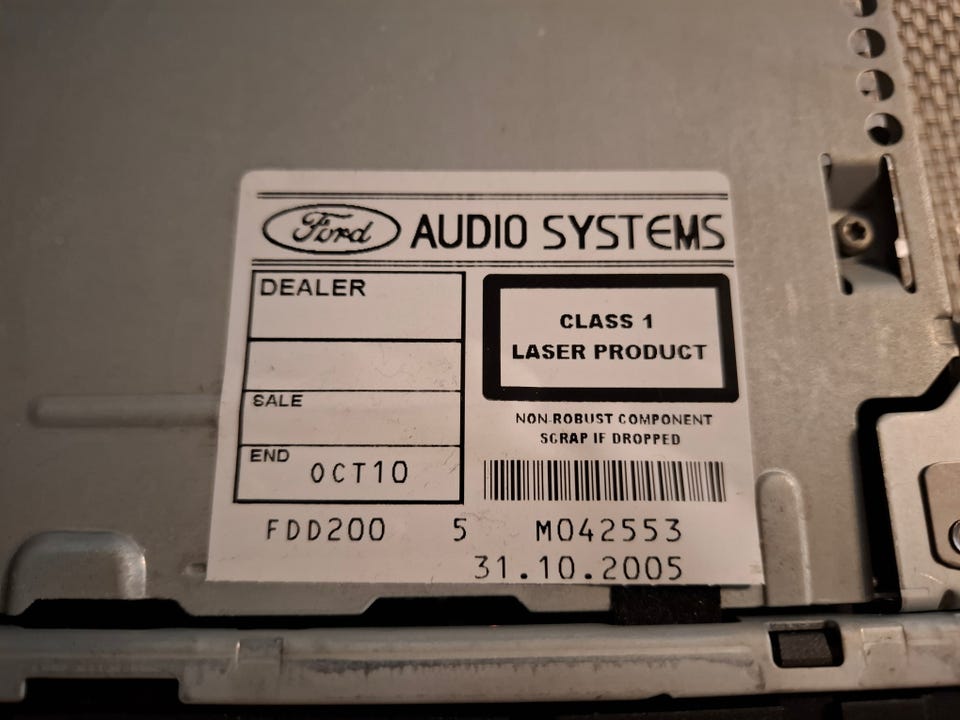 Ford AUDIO SYSTEMS
DEALER
SALE
END OCT10
CLASS 1
LASER PRODUCT
NON-ROBUST COMPONENT
SCRAP IF DROPPED
FDD200 5 M042553
31.10.2005